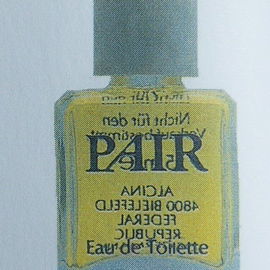 Nicht für den
Verkauf bestimmt
PAIR
ALCINA
4800 BIELEFELD
FEDERAL
REPUBLIC
Eau de Toilette